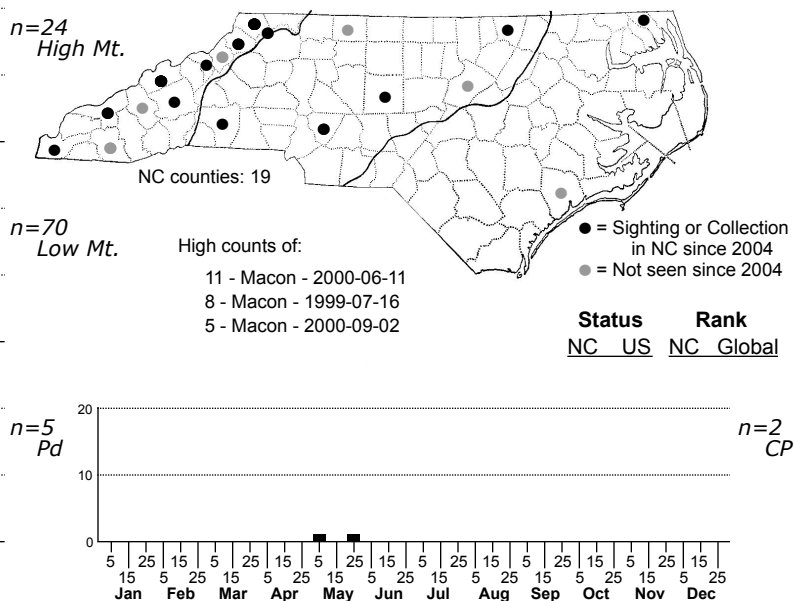 n=24
High Mt.
NC counties: 19
n=70
Low Mt.
High counts of:
11 - Macon - 2000-06-11
8 - Macon - 1999-07-16
5 - Macon - 2000-09-02
● = Sighting or Collection
in NC since 2004
● = Not seen since 2004
Status Rank
NC US NC Global
n=5
Pd
20
10
0
n=2
CP
5 25 15 5 25 15 5 25 15 5 25 15 5 25 15 5 25 15
15 5 25 15 5 25 15 5 25 15 5 25 15 5 25 15 5 25
Jan Feb Mar Apr May Jun Jul Aug Sep Oct Nov Dec